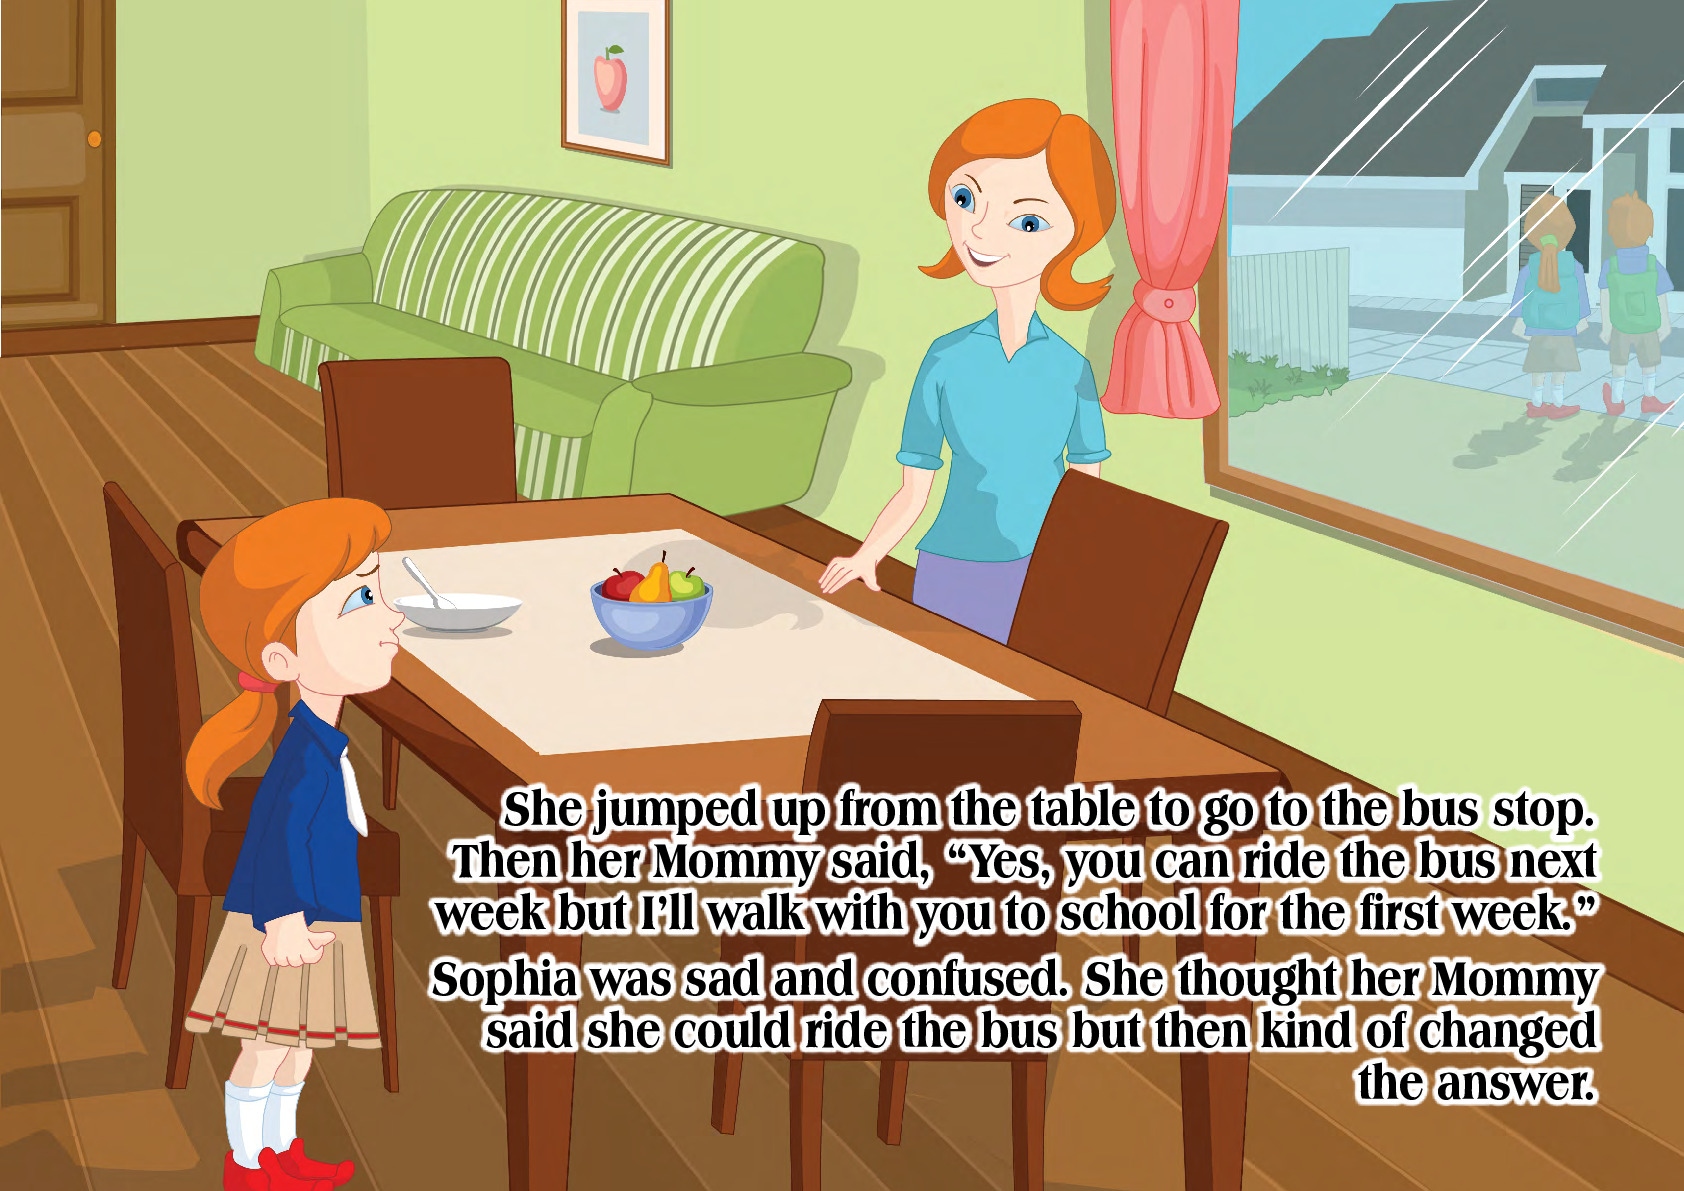 She jumped up from the table to go to the bus stop.
Then her Mommy said, “Yes, you can ride the bus next
week but I’ll walk with you to school for the first week.”
Sophia was sad and confused. She thought her Mommy
said she could ride the bus but then kind of changed
the answer.